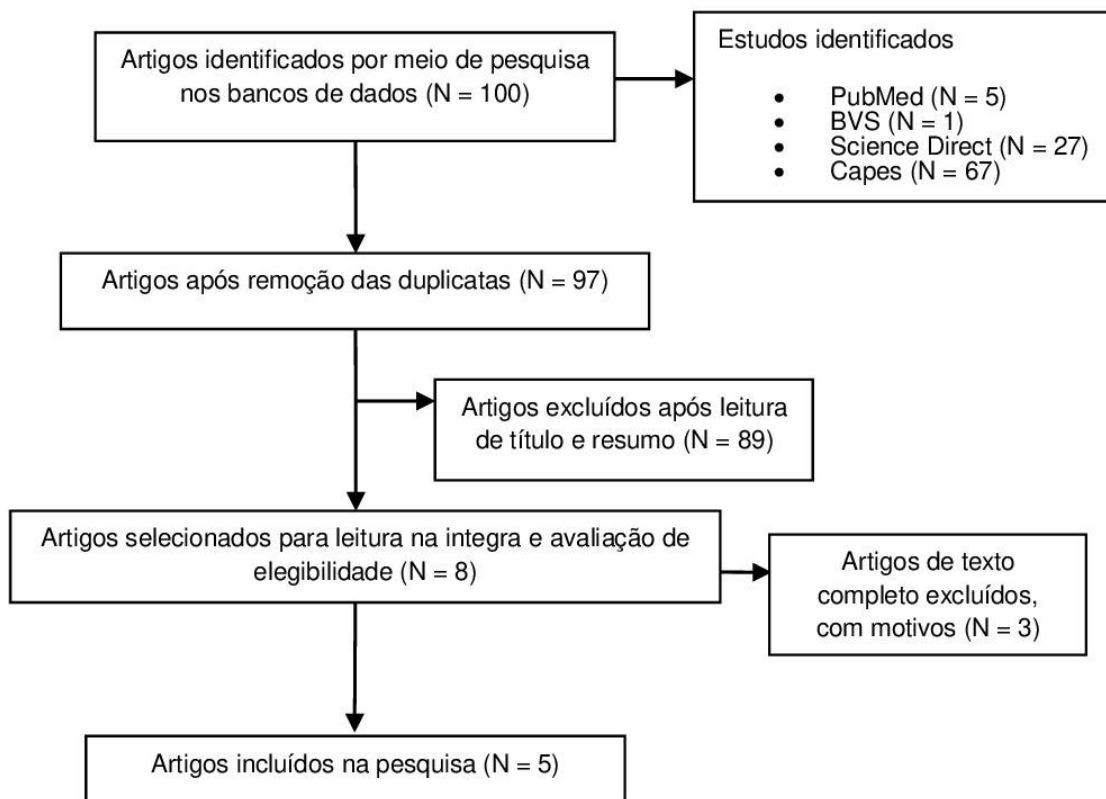 Artigos identificados por meio de pesquisa
nos bancos de dados (N = 100)
Estudos identificados
• PubMed (N = 5)
• BVS (N = 1)
• Science Direct (N = 27)
• Capes (N = 67)
Artigos após remoção das duplicatas (N = 97)
Artigos excluídos após leitura
de título e resumo (N = 89)
Artigos selecionados para leitura na integra e avaliação de
elegibilidade (N = 8)
Artigos de texto
completo excluídos,
com motivos (N = 3)
Artigos incluídos na pesquisa (N = 5)